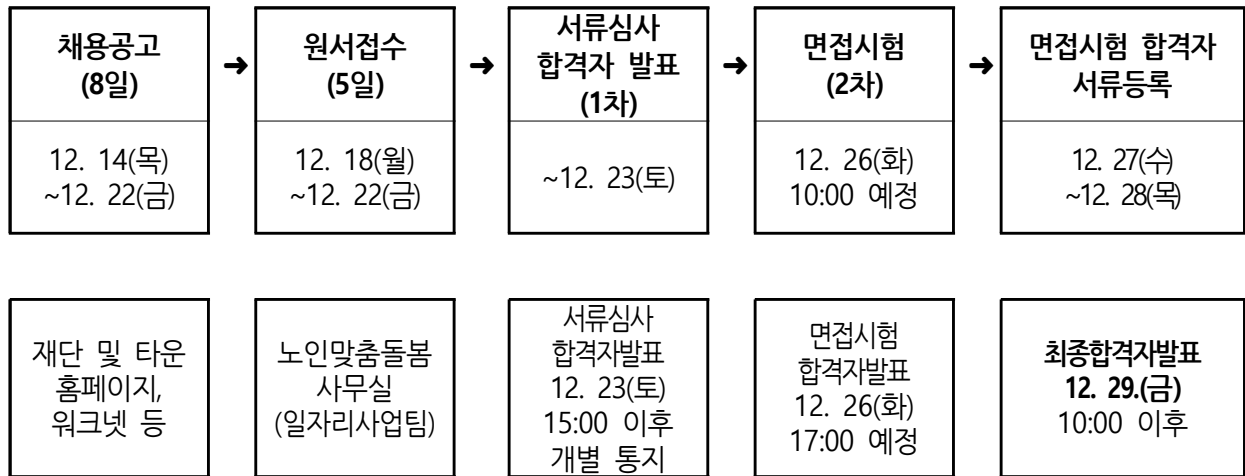 채용공고
(8일)
➜
원서접수
(5일)
➜
서류심사
합격자 발표
(1차)
➜
면접시험
(2차)
➜
면접시험 합격자
서류등록
12. 14(목)
~12. 22(금)
12. 18(월)
~12. 22(금)
~12. 23(토)
12. 26(화)
10:00 예정
12. 27(수)
~12. 28(목)
재단 및 타운
홈페이지,
워크넷 등
노인맞춤돌봄
사무실
(일자리사업팀)
서류심사
합격자발표
12. 23(토)
15:00 이후
개별 통지
면접시험
합격자발표
12. 26(화)
17:00 예정
최종합격자발표
12. 29.(금)
10:00 이후